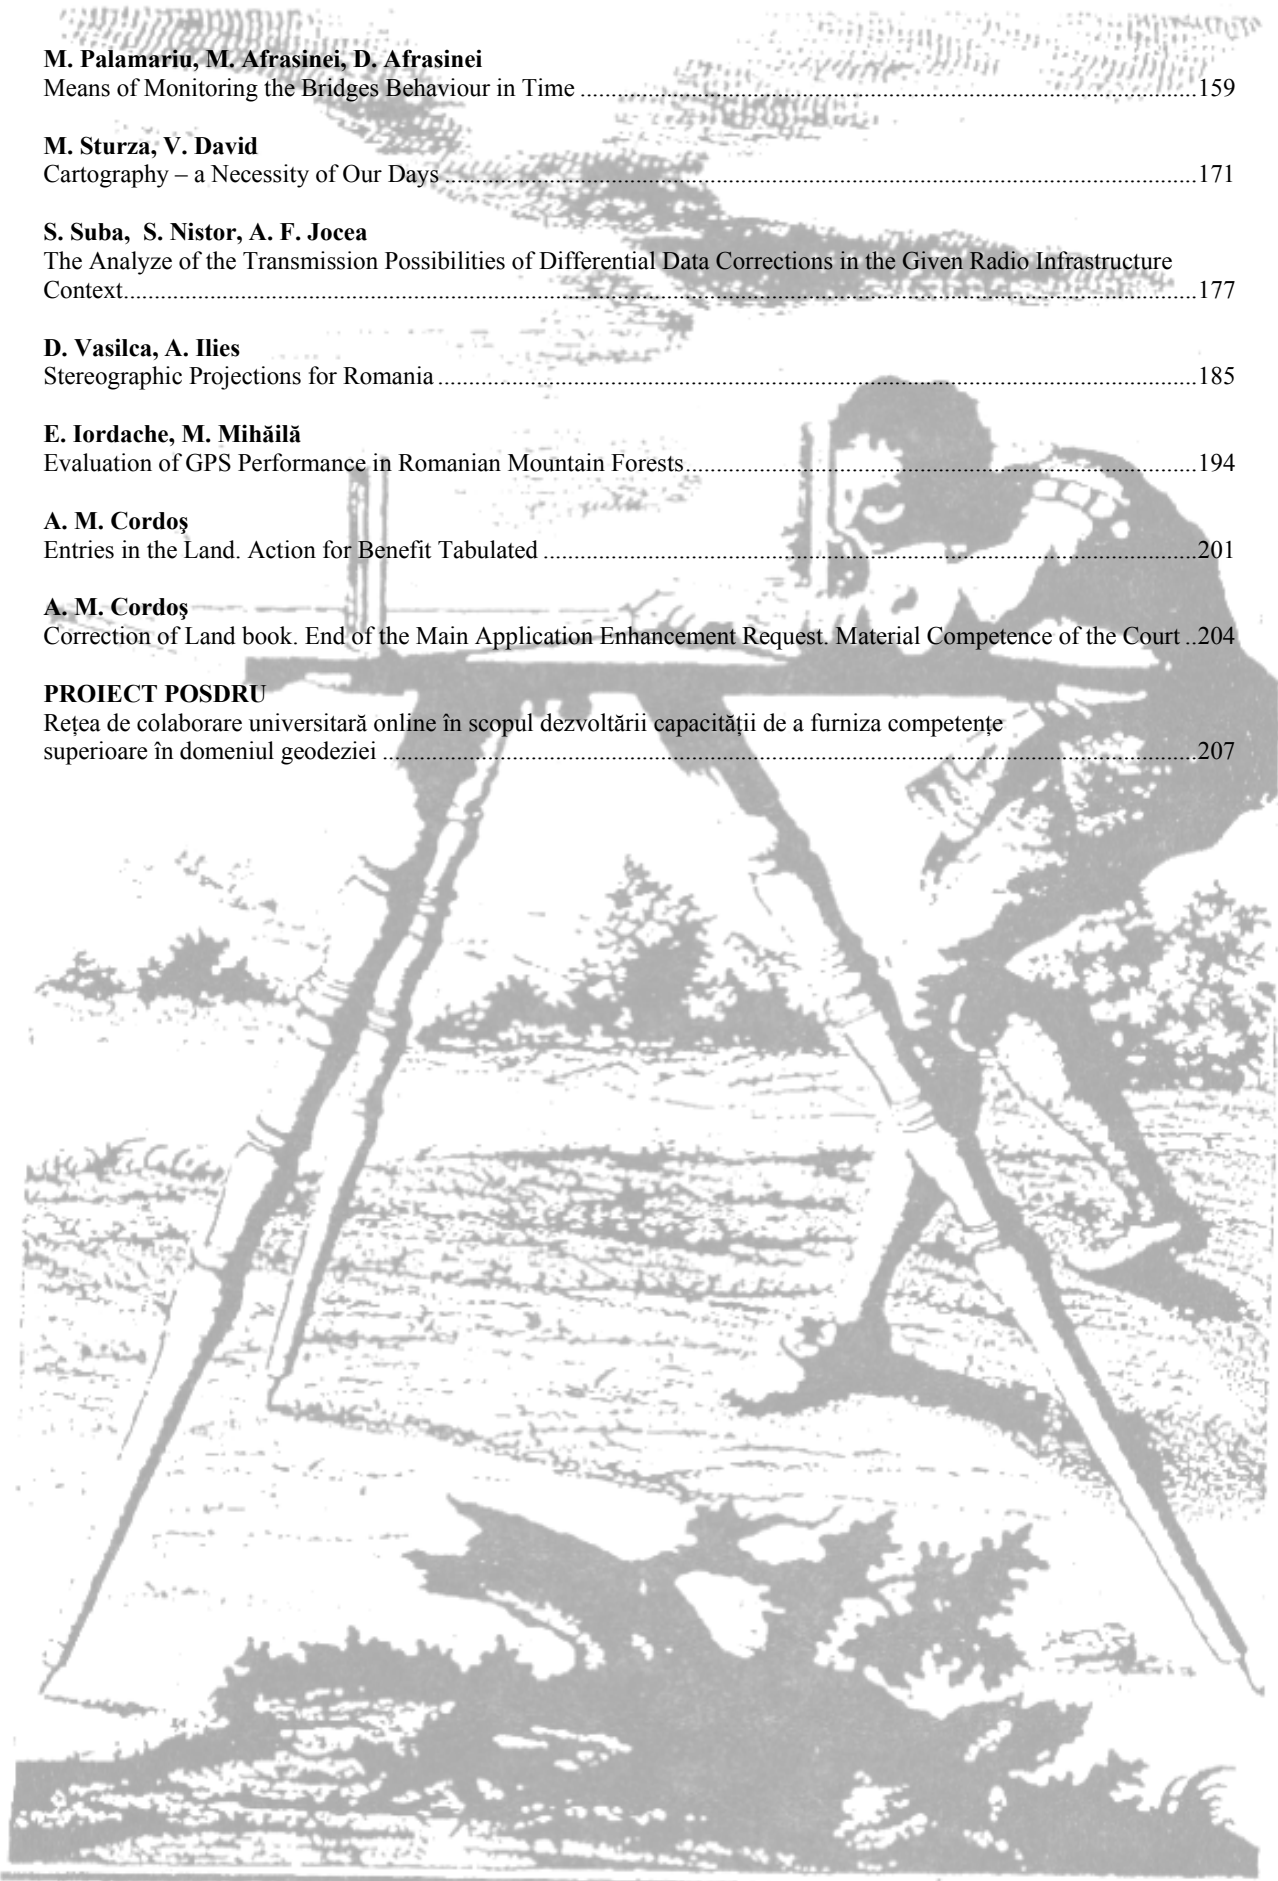 M. Palamariu, M. Afrasinei, D. Afrasinei
Means of Monitoring the Bridges Behaviour in Time ....................................................................................................159
M. Sturza, V. David
Cartography – a Necessity of Our Days ..........................................................................................................................171
S. Suba,  S. Nistor, A. F. Jocea
The Analyze of the Transmission Possibilities of Differential Data Corrections in the Given Radio Infrastructure
Context..............................................................................................................................................................................177
D. Vasilca, A. Ilies
Stereographic Projections for Romania ...........................................................................................................................185
E. Iordache, M. Mihăilă
Evaluation of GPS Performance in Romanian Mountain Forests...................................................................................194
A. M. Cordoş
Entries in the Land. Action for Benefit Tabulated ..........................................................................................................201
A. M. Cordoş
Correction of Land book. End of the Main Application Enhancement Request. Material Competence of the Court ..204
PROIECT POSDRU
Reţea de colaborare universitară online în scopul dezvoltării capacităţii de a furniza competenţe
superioare în domeniul geodeziei ....................................................................................................................................207